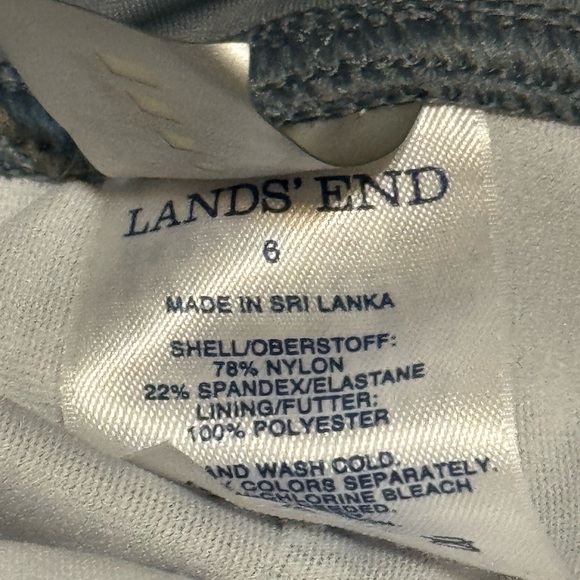 LANDS' END
6
MADE IN SRI LANKA
SHELL/OBERSTOFF:
78% NYLON
22% SPANDEX/ELASTANE
LINING/FUTTER:
100% POLYESTER
AND WASH COLD.
COLORS SEPARATELY.
CHLORINE BLEACH